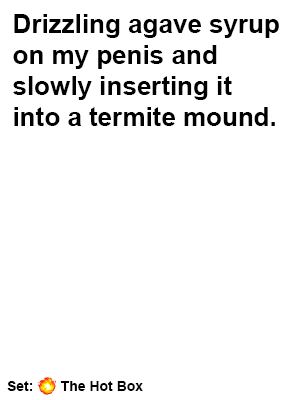 Drizzling agave syrup
on my penis and
slowly inserting it
into a termite mound.
Set: The Hot Box